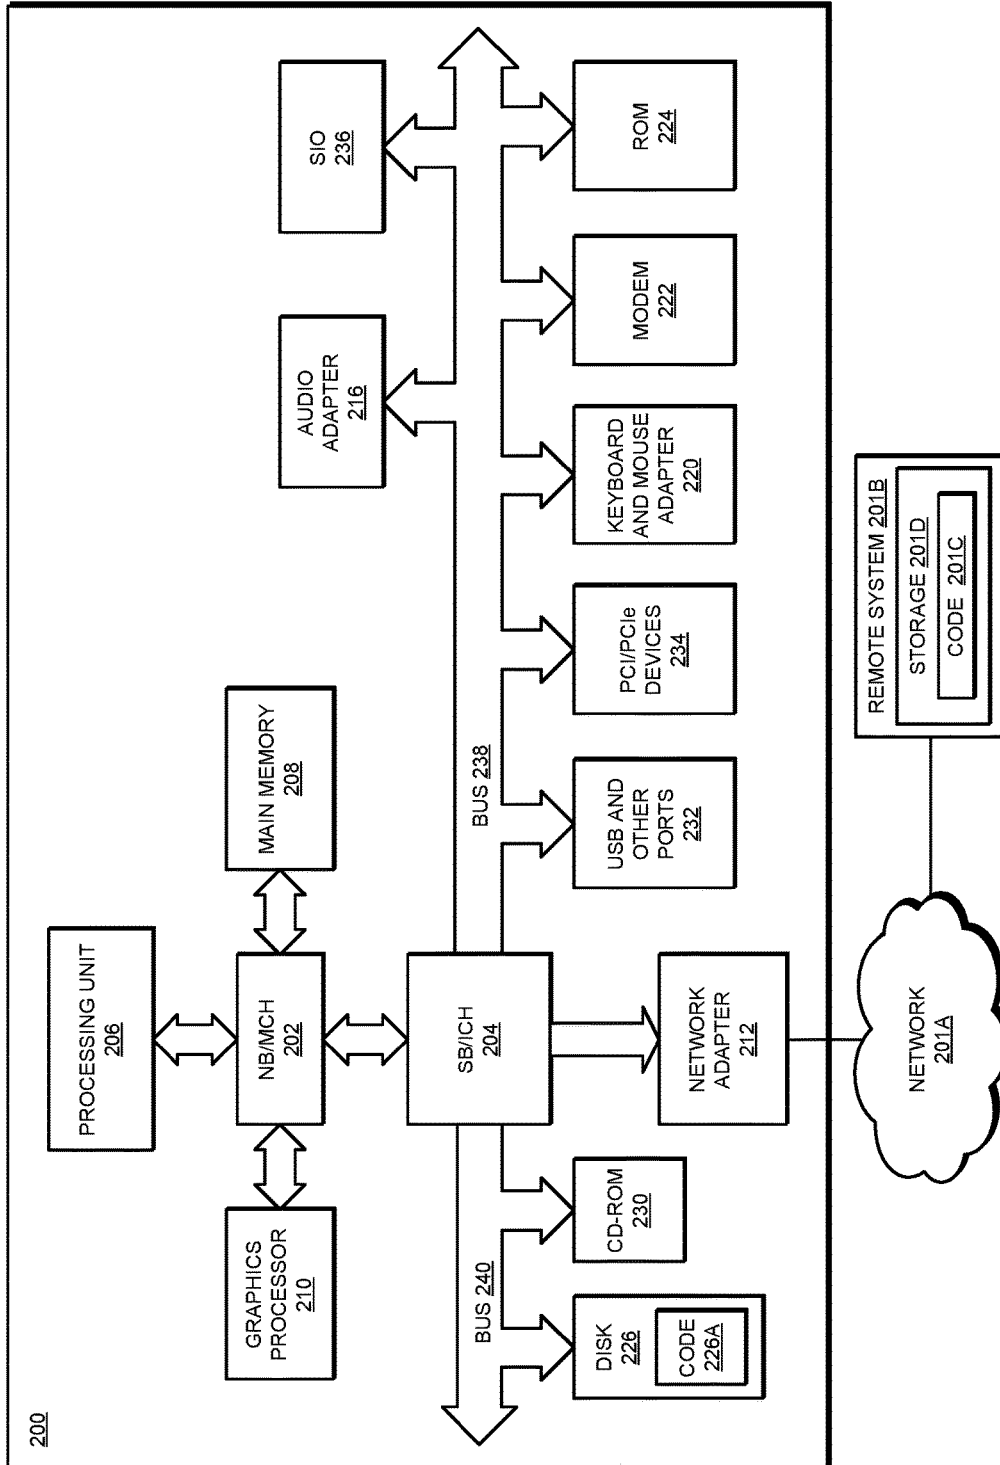 200
PROCESSING UNIT
206
GRAPHICS
PROCESSOR
210
NB/MCH
202
MAIN MEMORY
208
AUDIO
ADAPTER
216
SIO
236
SB/ICH
204
BUS 240
BUS 238
DISK
226
CODE
226A
CD-ROM
230
NETWORK
ADAPTER
212
USB AND
OTHER
PORTS
232
PCI/PCIe
DEVICES
234
KEYBOARD
AND MOUSE
ADAPTER
220
MODEM
222
ROM
224
NETWORK
201A
REMOTE SYSTEM 201B
STORAGE 201D
CODE 201C